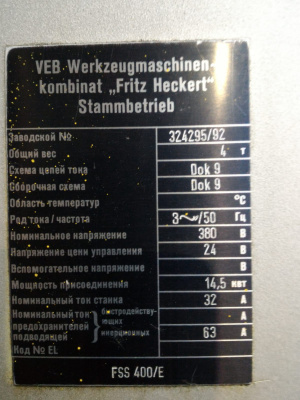 VEB Werkzeugmaschinen-
kombinat „Fritz Heckert"
Stammbetrieb
Заводской № 324295/92
Общий вес 4 т
Схема цепей тока Dok 9
Сборочная схема Dok 9
Область температур °C
Род тока / частота 3~/50 Гц
Номинальное напряжение 380 В
Напряжение цепи управления 24 В
Вспомогательное напряжение В
Мощность присоединения 14,5 квт
Номинальный ток станка 32 А
Номинальный ток быстродейству-
предохранителей ющих А
подводящей инерционных 63 А
Код № EL
FSS 400/E